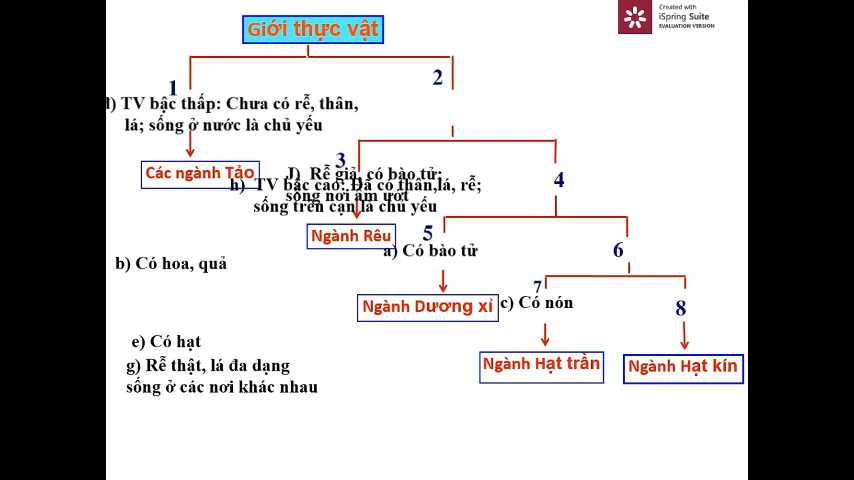 Created with
iSpring Suite
EVALUATION VERSION
Giới thực vật
1
2
d) TV bậc thấp: Chưa có rễ, thân,
lá; sống ở nước là chủ yếu
3
4
Các ngành Tảo
J) Rễ giả, có bào tử;
sống nơi ẩm ướt
h) TV bậc cao: Đã có thân,lá, rễ;
sống trên cạn là chủ yếu
Ngành Rêu
5
6
a) Có bào tử
b) Có hoa, quả
7
8
c) Có nón
Ngành Dương xỉ
e) Có hạt
g) Rễ thật, lá đa dạng
sống ở các nơi khác nhau
Ngành Hạt trần
Ngành Hạt kín